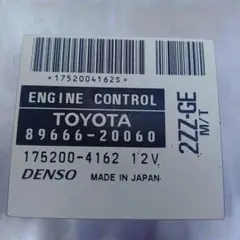 *1752004162S*
ENGINE CONTROL
TOYOTA
89666-20060
175200-4162 12V
DENSO MADE IN JAPAN
2ZZ-GE
M/T